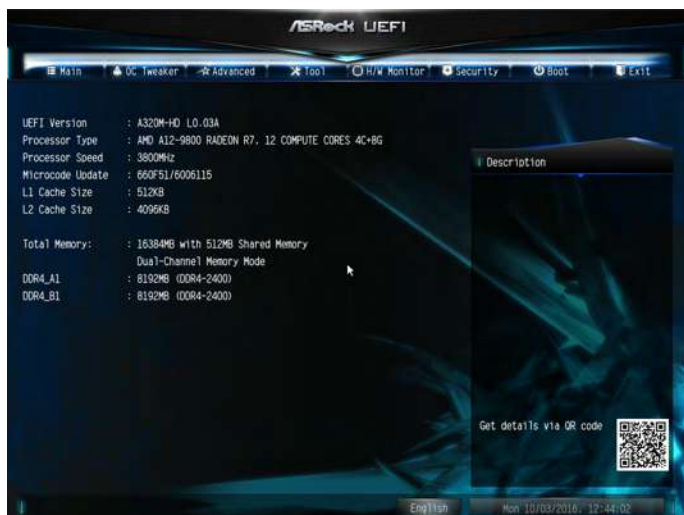 ASRock UEFI
Main OC Tweaker Advanced Tool H/W Monitor Security Boot Exit
UEFI Version : A320M-HD L0.03A
Processor Type : AMD A12-9800 RADEON R7, 12 COMPUTE CORES 4C+8G
Processor Speed : 3800MHz
Microcode Update : 660F51/6006115
L1 Cache Size : 512KB
L2 Cache Size : 4096KB
Total Memory: : 16384MB with 512MB Shared Memory
Dual-Channel Memory Mode
DDR4_A1 : 8192MB (DDR4-2400)
DDR4_B1 : 8192MB (DDR4-2400)
Description
Get details via QR code
English Mon 10/03/2016. 12:44:02